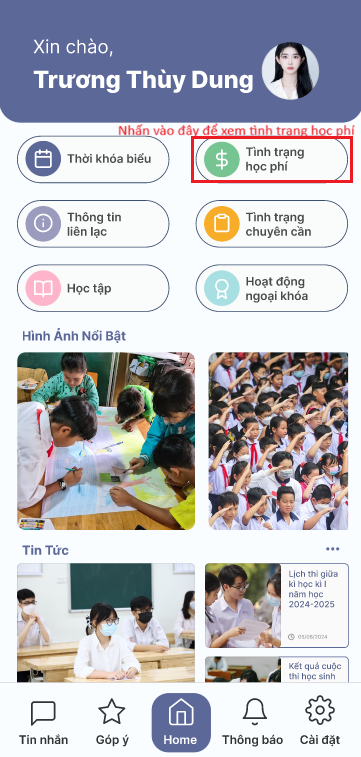 Xin chào,
Trương Thùy Dung
Nhấn vào đây để xem tình trạng học phí
Thời khóa biểu
Tình trạng
học phí
Thông tin
liên lạc
Tình trạng
chuyên cần
Học tập
Hoạt động
ngoại khóa
Hình Ảnh Nổi Bật
Tin Tức
Lịch thi giữa
kì học kì I
năm học
2024-2025
05/08/2024
Kết quả cuộc
thi học sinh
Tin nhắn
Góp ý
Home
Thông báo
Cài đặt